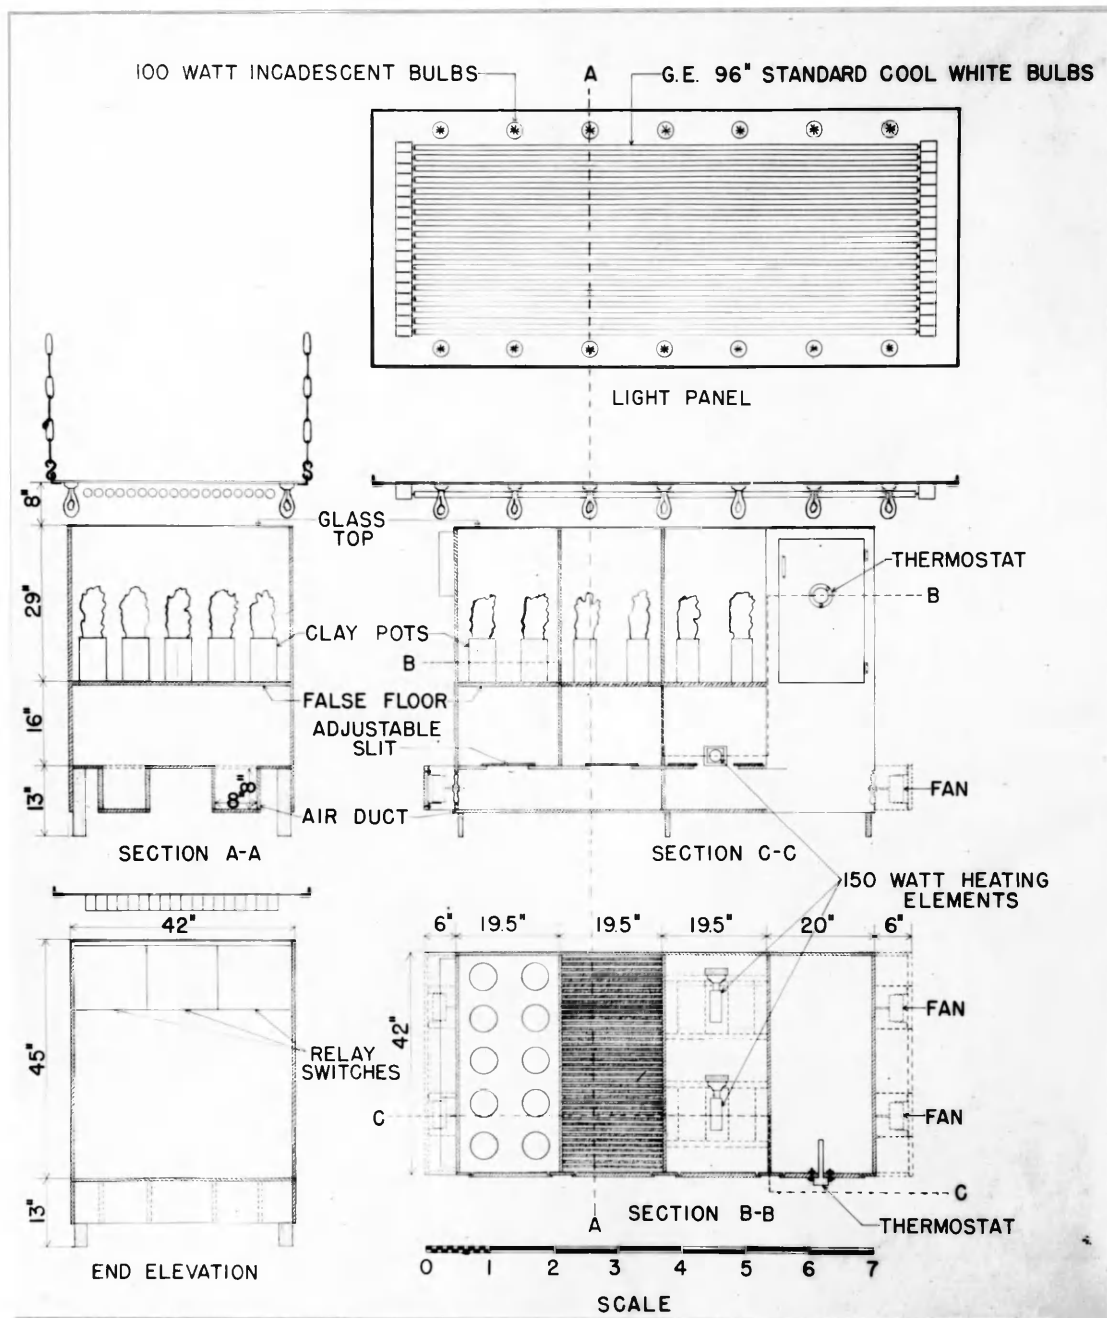 100 WATT INCADESCENT BULBS
A
G.E. 96" STANDARD COOL WHITE BULBS
LIGHT PANEL
8"
GLASS
TOP
THERMOSTAT
29"
B
CLAY POTS
B
FALSE FLOOR
16"
ADJUSTABLE
SLIT
8"
8"
13"
AIR DUCT
FAN
SECTION A-A
SECTION C-C
150 WATT HEATING
ELEMENTS
42"
6"
19.5"
19.5"
19.5"
20"
6"
FAN
42"
45"
RELAY
SWITCHES
C
FAN
C
13"
A
SECTION B-B
THERMOSTAT
END ELEVATION
0 1 2 3 4 5 6 7
SCALE